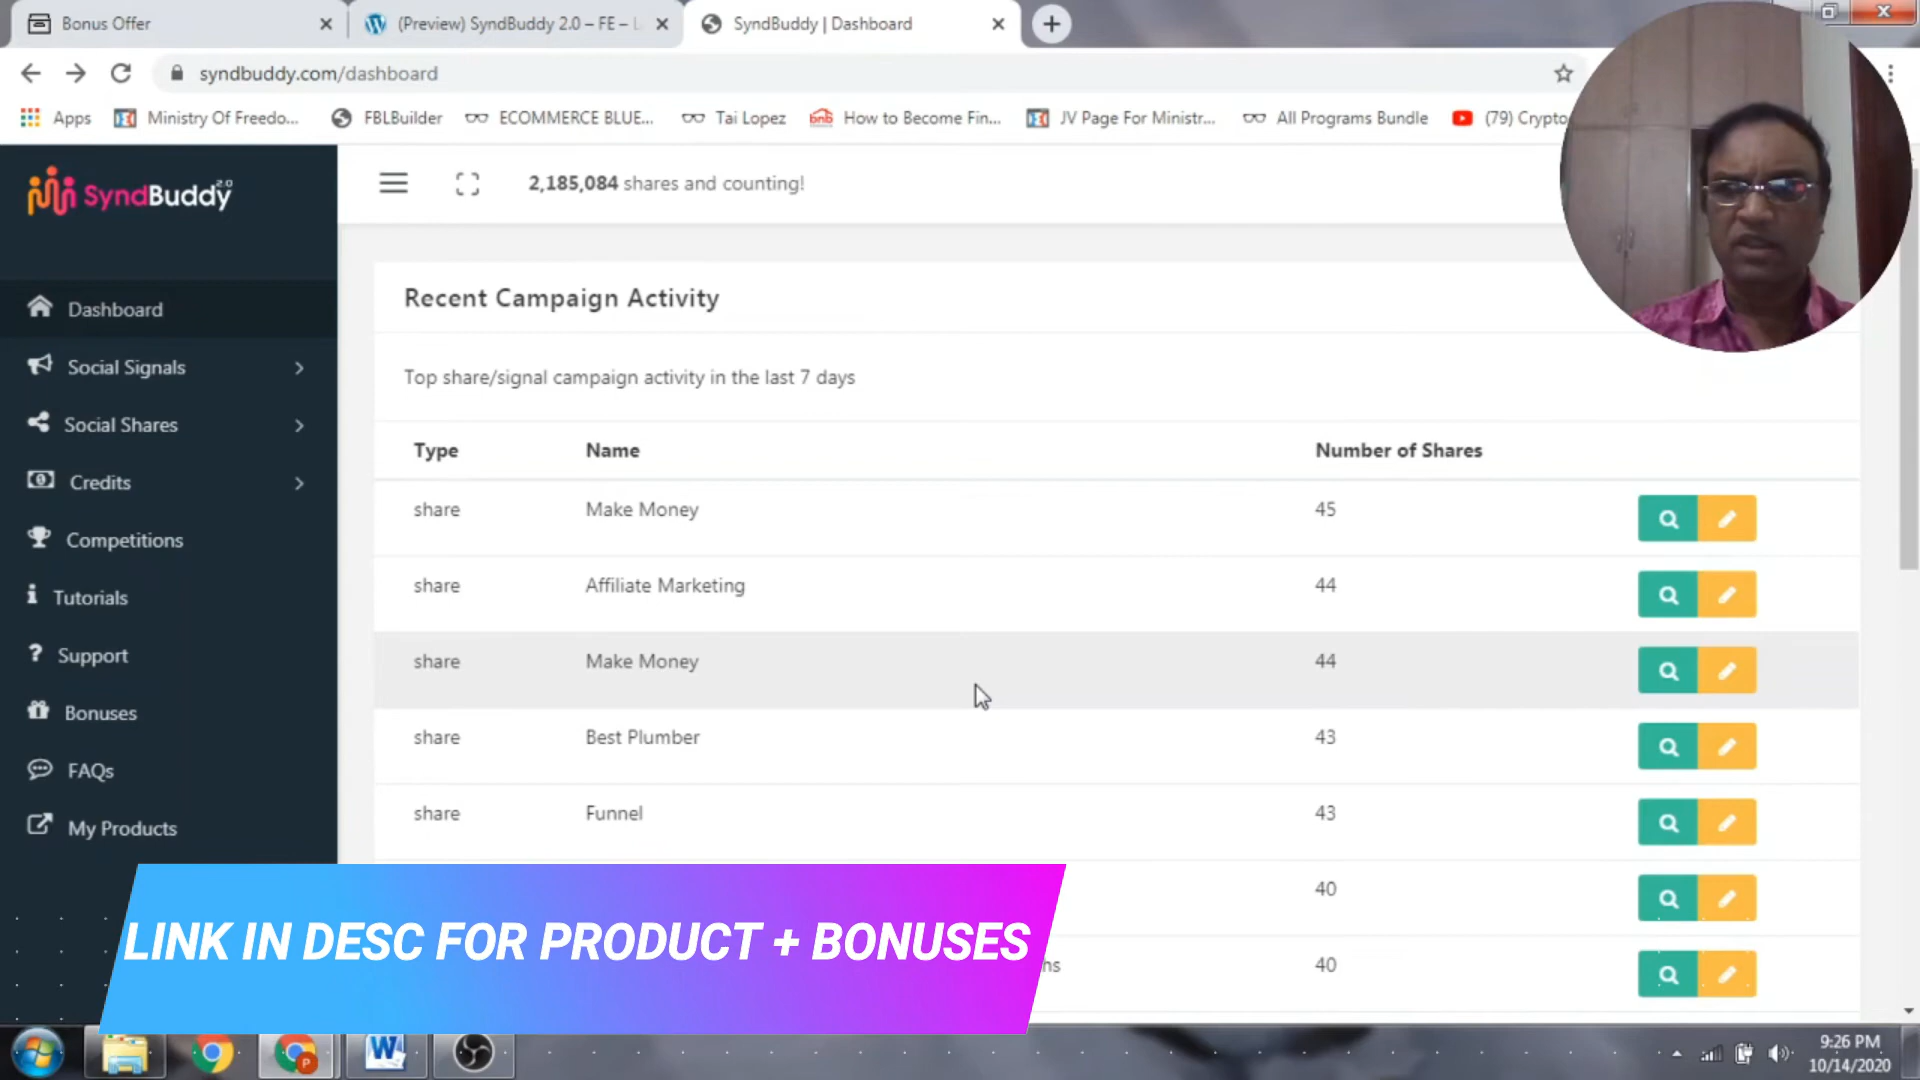 Bonus Offer
(Preview) SyndBuddy 2.0 – FE – L
SyndBuddy | Dashboard
syndbuddy.com/dashboard
Apps
Ministry Of Freedo...
FBLBuilder
ECOMMERCE BLUE...
Tai Lopez
How to Become Fin...
JV Page For Ministr...
All Programs Bundle
(79) Crypto
SyndBuddy 2.0
2,185,084 shares and counting!
Dashboard
Social Signals
Social Shares
Credits
Competitions
Tutorials
Support
Bonuses
FAQs
My Products
Recent Campaign Activity
Top share/signal campaign activity in the last 7 days
Type Name Number of Shares
share Make Money 45
share Affiliate Marketing 44
share Make Money 44
share Best Plumber 43
share Funnel 43
40
ns 40
LINK IN DESC FOR PRODUCT + BONUSES
9:26 PM
10/14/2020